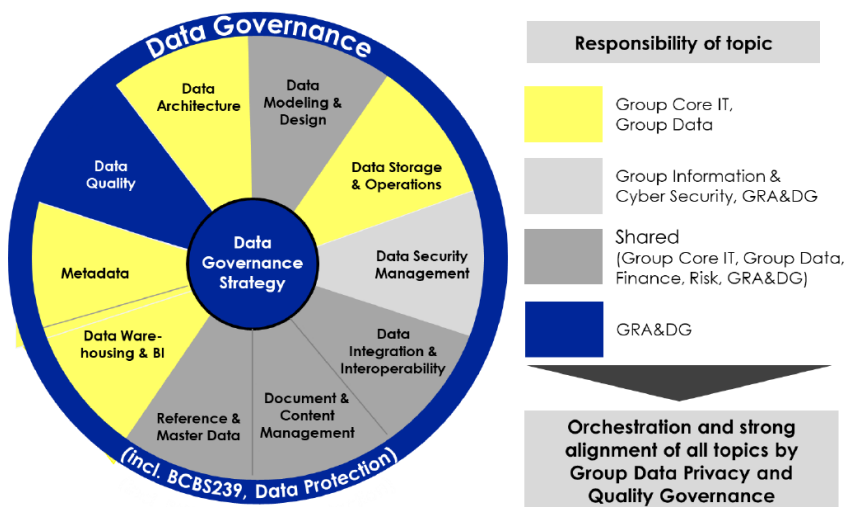 Data Governance
Data
Architecture
Data
Modeling &
Design
Data Storage
& Operations
Data Security
Management
Data
Integration &
Interoperability
Document &
Content
Management
Reference &
Master Data
Data Ware-
housing & BI
Metadata
Data
Quality
Data
Governance
Strategy
(incl. BCBS239, Data Protection)
Responsibility of topic
Group Core IT,
Group Data
Group Information &
Cyber Security, GRA&DG
Shared
(Group Core IT, Group Data,
Finance, Risk, GRA&DG)
GRA&DG
Orchestration and strong
alignment of all topics by
Group Data Privacy and
Quality Governance